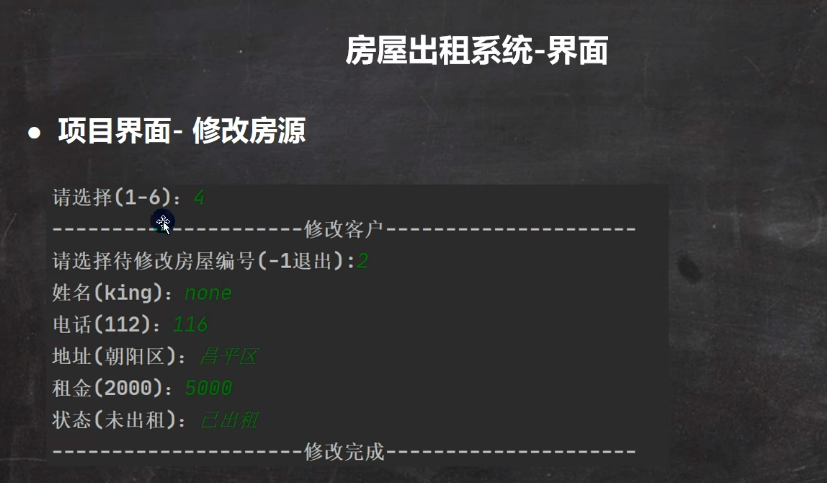 房屋出租系统-界面
● 项目界面- 修改房源
请选择(1-6)：4
---------------------修改客户---------------------
请选择待修改房屋编号(-1退出):2
姓名(king)：none
电话(112)：116
地址(朝阳区)：昌平区
租金(2000)：5000
状态(未出租)：已出租
---------------------修改完成---------------------